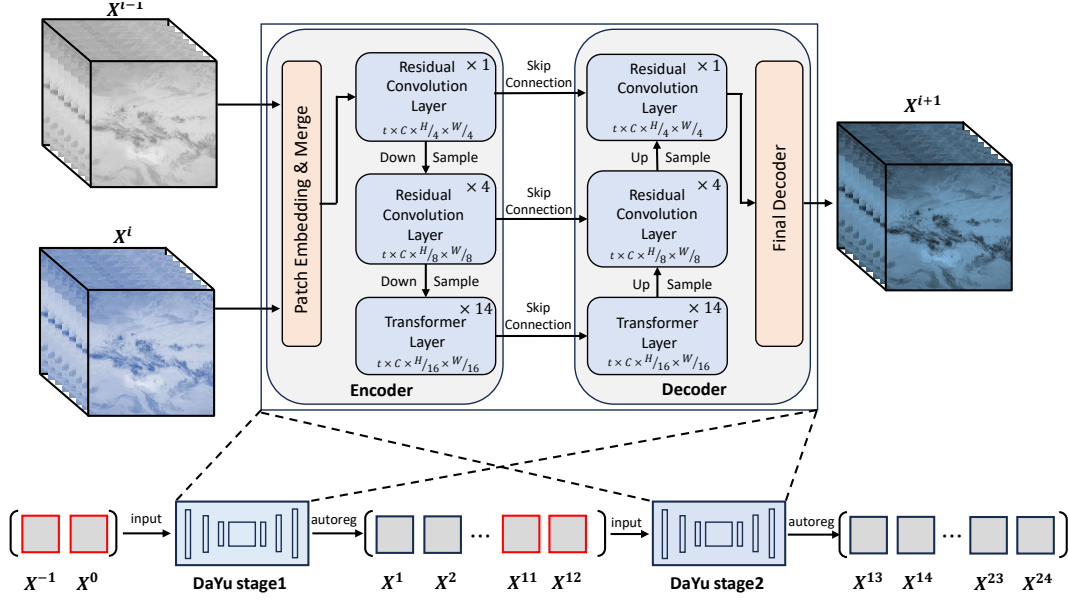 X^{i-1}
X^{i}
Patch Embedding & Merge
× 1
Residual
Convolution
Layer
t × C × H/4 × W/4
Down Sample
× 4
Residual
Convolution
Layer
t × C × H/8 × W/8
Down Sample
× 14
Transformer
Layer
t × C × H/16 × W/16
Encoder
Skip
Connection
Skip
Connection
Skip
Connection
× 1
Residual
Convolution
Layer
t × C × H/4 × W/4
Up Sample
× 4
Residual
Convolution
Layer
t × C × H/8 × W/8
Up Sample
× 14
Transformer
Layer
t × C × H/16 × W/16
Decoder
Final Decoder
X^{i+1}
input
autoreg
...
input
autoreg
...
X^{-1} X^{0}
DaYu stage1
X^{1} X^{2} X^{11} X^{12}
DaYu stage2
X^{13} X^{14} X^{23} X^{24}